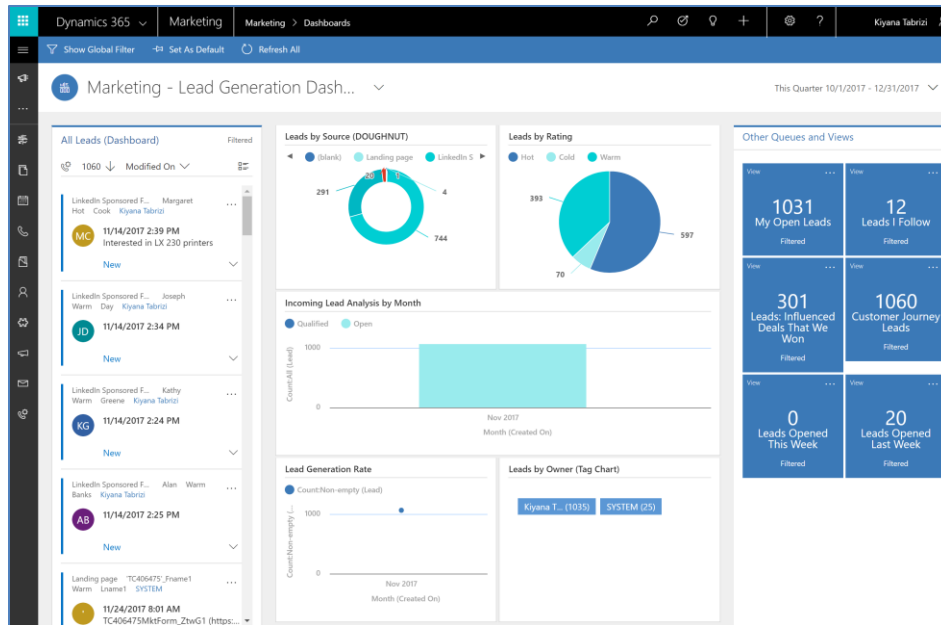 Dynamics 365
Marketing
Marketing > Dashboards
Kiyana Tabrizi
Show Global Filter
Set As Default
Refresh All
Marketing - Lead Generation Dash...
This Quarter 10/1/2017 - 12/31/2017
All Leads (Dashboard)
Filtered
1060
Modified On
LinkedIn Sponsored F... Margaret
Hot Cook Kiyana Tabrizi
MC
11/14/2017 2:39 PM
Interested in LX 230 printers
New
LinkedIn Sponsored F... Joseph
Warm Day Kiyana Tabrizi
JD
11/14/2017 2:34 PM
New
LinkedIn Sponsored F... Kathy
Warm Greene Kiyana Tabrizi
KG
11/14/2017 2:24 PM
New
LinkedIn Sponsored F... Alan Warm
Banks Kiyana Tabrizi
AB
11/14/2017 2:25 PM
New
Landing page 'TC406475'_Fname1
Warm Lname1 SYSTEM
11/24/2017 8:01 AM
TC406475MktForm_ZtwG1 (https:...
Leads by Source (DOUGHNUT)
(blank) Landing page LinkedIn S
20 1
291
4
744
Leads by Rating
Hot Cold Warm
393
597
70
Incoming Lead Analysis by Month
Qualified Open
Count:All (Lead)
1000
0
Nov 2017
Month (Created On)
Lead Generation Rate
Count:Non-empty (Lead)
Count:Non-empty (...
1000
0
Nov 2017
Month (Created On)
Leads by Owner (Tag Chart)
Kiyana T... (1035) SYSTEM (25)
Other Queues and Views
View
1031
My Open Leads
Filtered
View
12
Leads I Follow
Filtered
View
301
Leads: Influenced
Deals That We
Won
Filtered
View
1060
Customer Journey
Leads
Filtered
View
0
Leads Opened
This Week
Filtered
View
20
Leads Opened
Last Week
Filtered